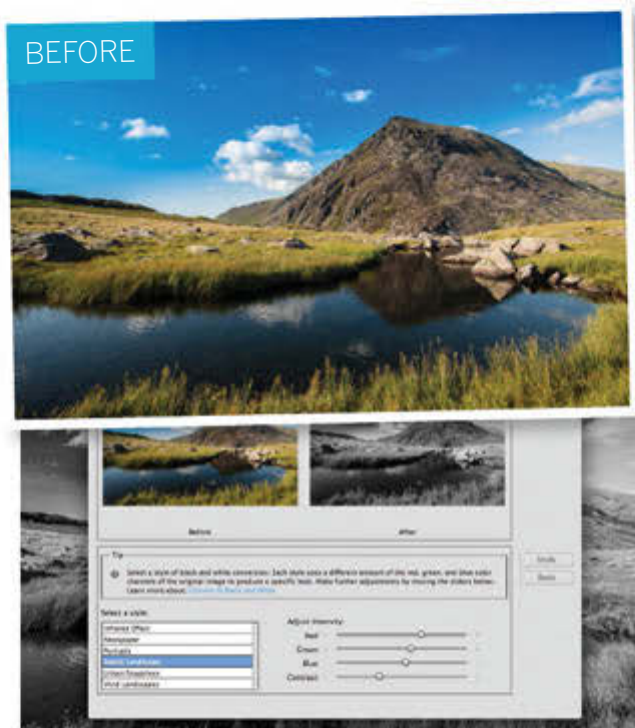 BEFORE
Before
After
Tip
Select a style of black and white conversion. Each style uses a different amount of the red, green, and blue color
channels of the original image to produce a specific look. Make further adjustments by moving the sliders below.
Learn more about: Convert to Black and White
Undo
Reset
Select a style:
Infrared Effect
Newspaper
Portraits
Scenic Landscape
Urban/Snapshots
Vivid Landscapes
Adjust Intensity:
Red:
Green:
Blue:
Contrast: